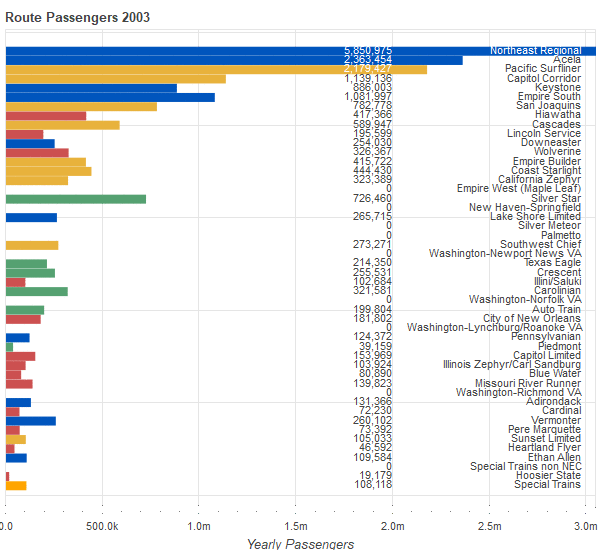 Route Passengers 2003
5,850,975 Northeast Regional
2,363,454 Acela
2,179,427 Pacific Surfliner
1,139,136 Capitol Corridor
886,003 Keystone
1,081,997 Empire South
782,778 San Joaquins
417,366 Hiawatha
589,947 Cascades
195,599 Lincoln Service
254,030 Downeaster
326,367 Wolverine
415,722 Empire Builder
444,430 Coast Starlight
323,389 California Zephyr
0 Empire West (Maple Leaf)
726,460 Silver Star
0 New Haven-Springfield
265,715 Lake Shore Limited
0 Silver Meteor
0 Palmetto
273,271 Southwest Chief
0 Washington-Newport News VA
214,350 Texas Eagle
255,531 Crescent
102,684 Illini/Saluki
321,581 Carolinian
0 Washington-Norfolk VA
199,804 Auto Train
181,802 City of New Orleans
0 Washington-Lynchburg/Roanoke VA
124,372 Pennsylvanian
39,159 Piedmont
153,969 Capitol Limited
103,924 Illinois Zephyr/Carl Sandburg
80,890 Blue Water
139,823 Missouri River Runner
0 Washington-Richmond VA
131,366 Adirondack
72,230 Cardinal
260,102 Vermonter
73,392 Pere Marquette
105,033 Sunset Limited
46,592 Heartland Flyer
109,584 Ethan Allen
0 Special Trains non NEC
19,179 Hoosier State
108,118 Special Trains
0.0 500.0k 1.0m 1.5m 2.0m 2.5m 3.0m
Yearly Passengers